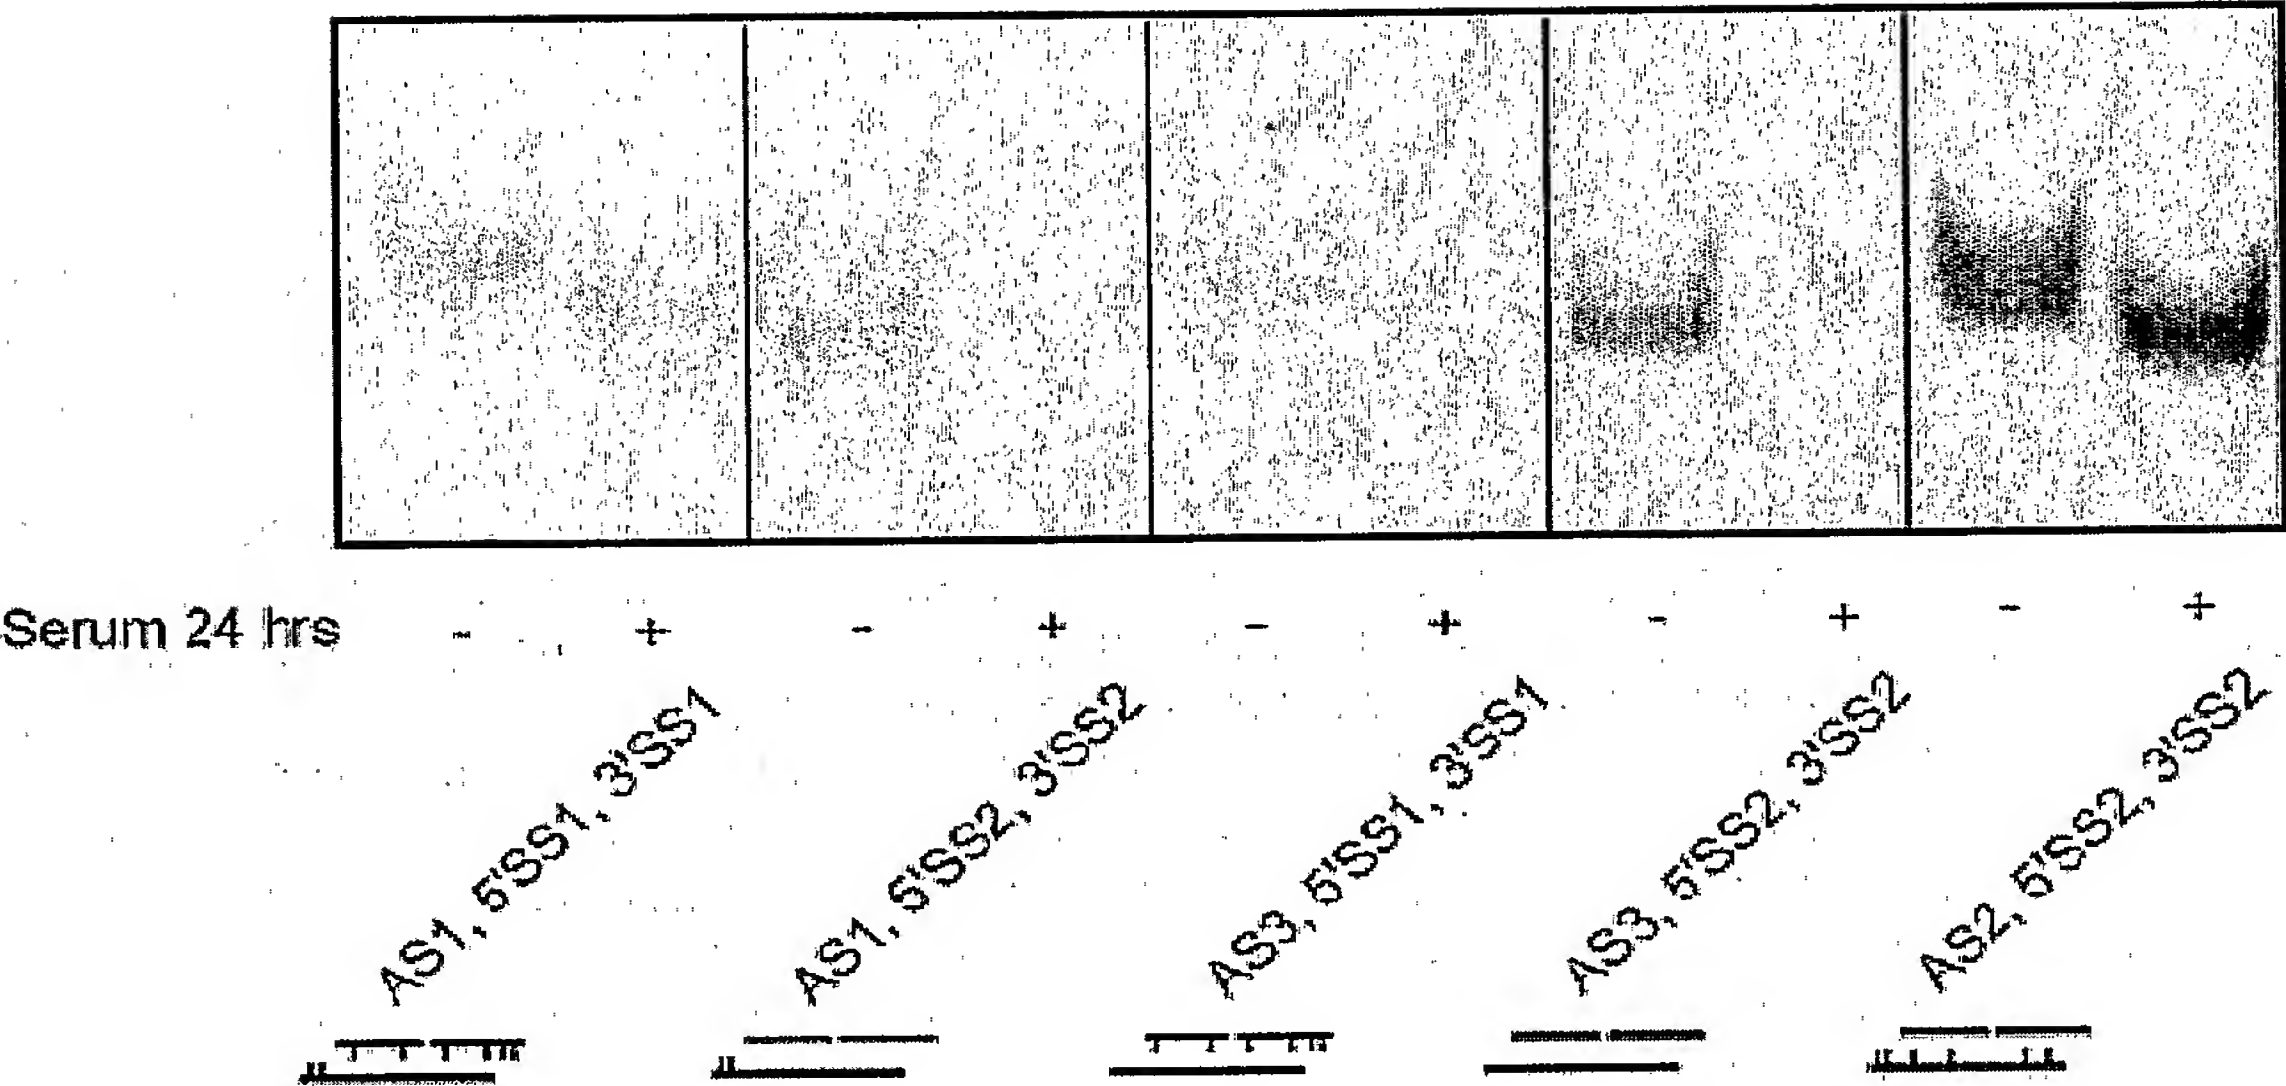 Serum 24 hrs - + - + - + - + - +
AS1, 5'SS1, 3'SS1
AS1, 5'SS2, 3'SS2
AS3, 5'SS1, 3'SS1
AS3, 5'SS2, 3'SS2
AS2, 5'SS2, 3'SS2